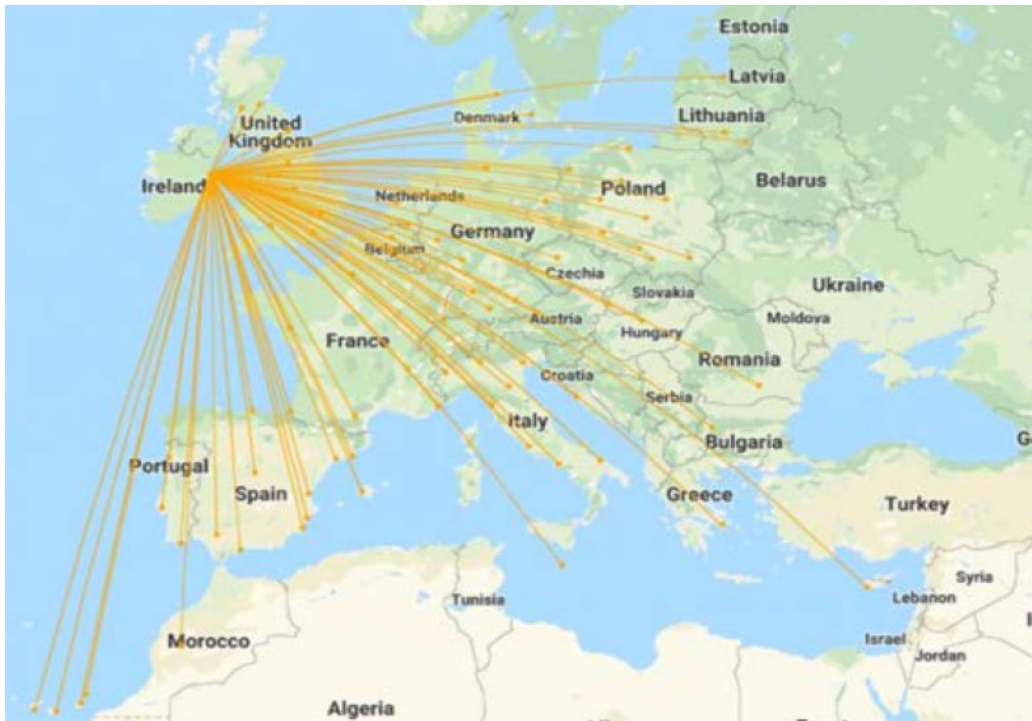 Estonia
Latvia
Denmark
Lithuania
United
Kingdom
Ireland
Netherlands
Poland
Belarus
Germany
Belgium
Czechia
Ukraine
Slovakia
Austria
Moldova
France
Hungary
Romania
Croatia
Serbia
Italy
Bulgaria
Portugal
Spain
Greece
Turkey
Syria
Tunisia
Lebanon
Israel
Morocco
Jordan
Algeria